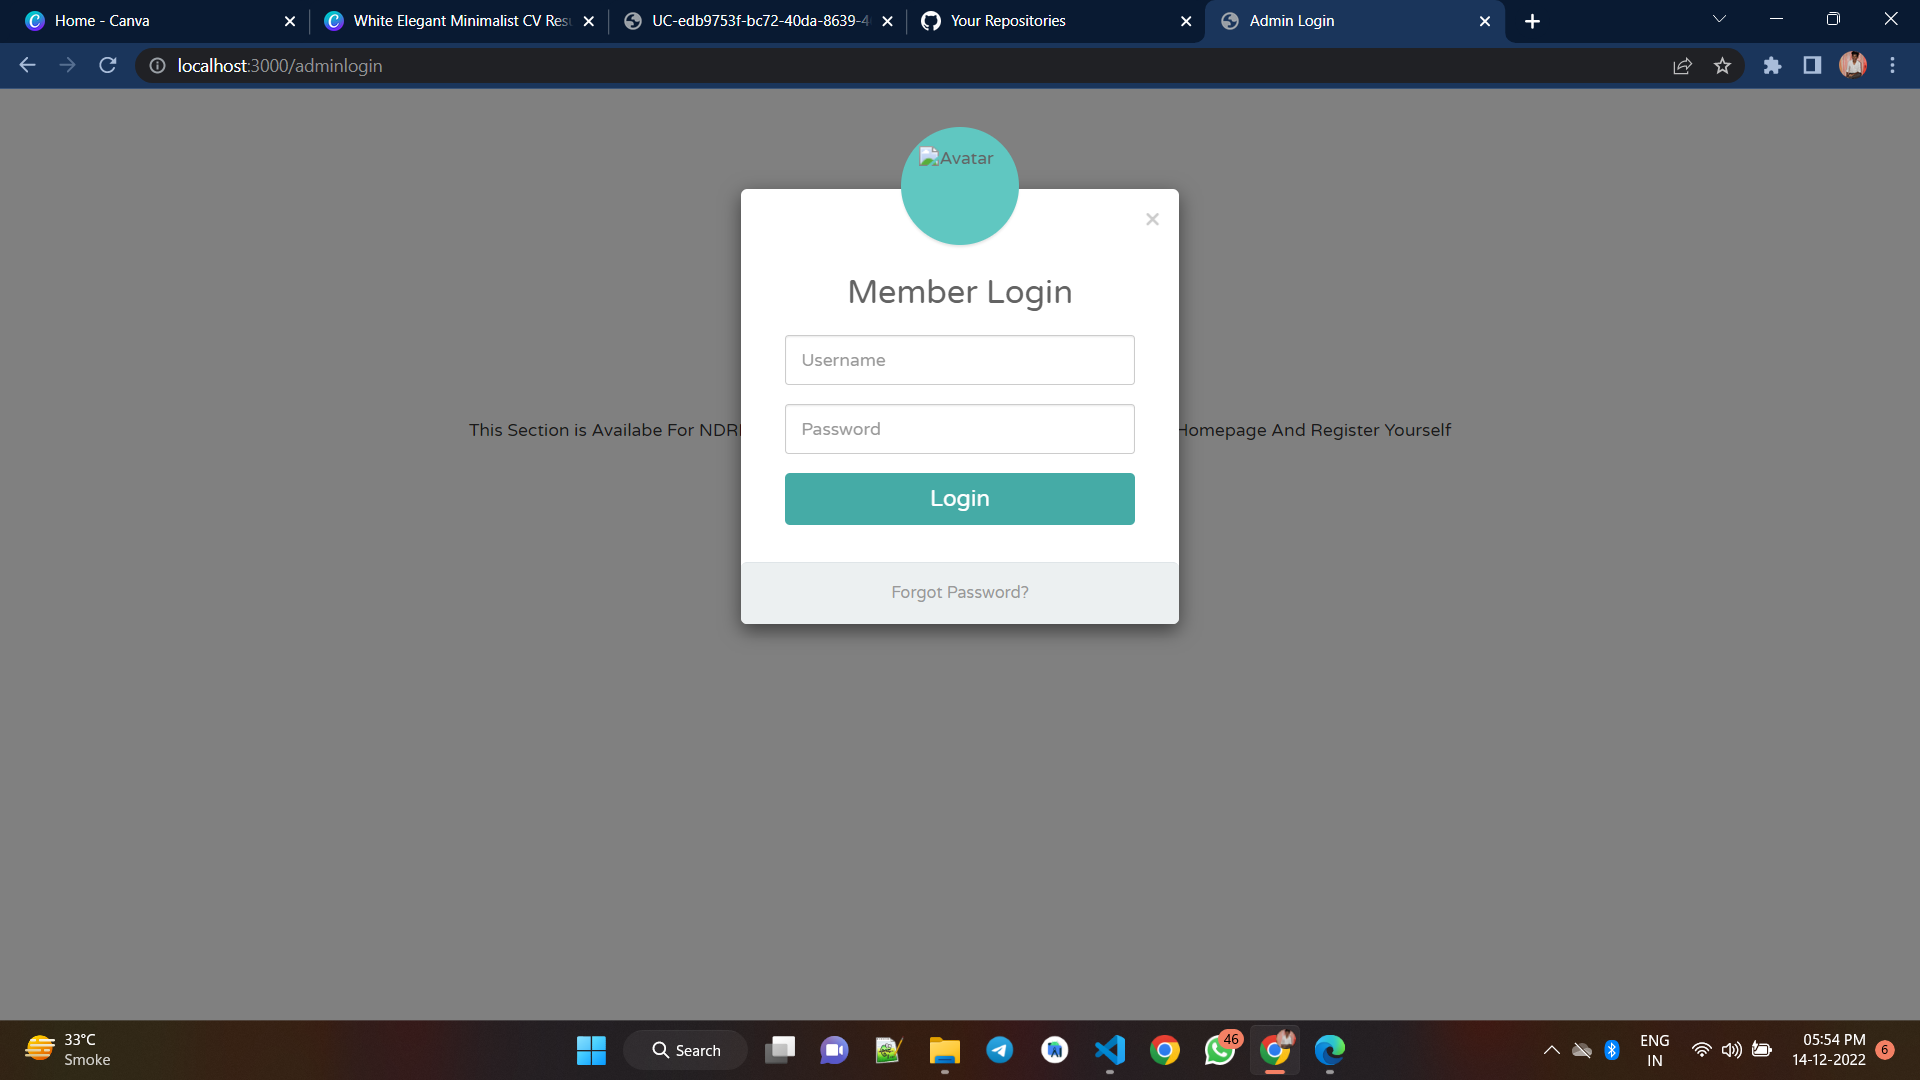 Home - Canva
White Elegant Minimalist CV Res
UC-edb9753f-bc72-40da-8639-4
Your Repositories
Admin Login
localhost:3000/adminlogin
Avatar
×
Member Login
Username
This Section is Availabe For NDR
Password
Homepage And Register Yourself
Login
Forgot Password?
33°C
Smoke
Search
46
ENG
IN
05:54 PM
14-12-2022
6